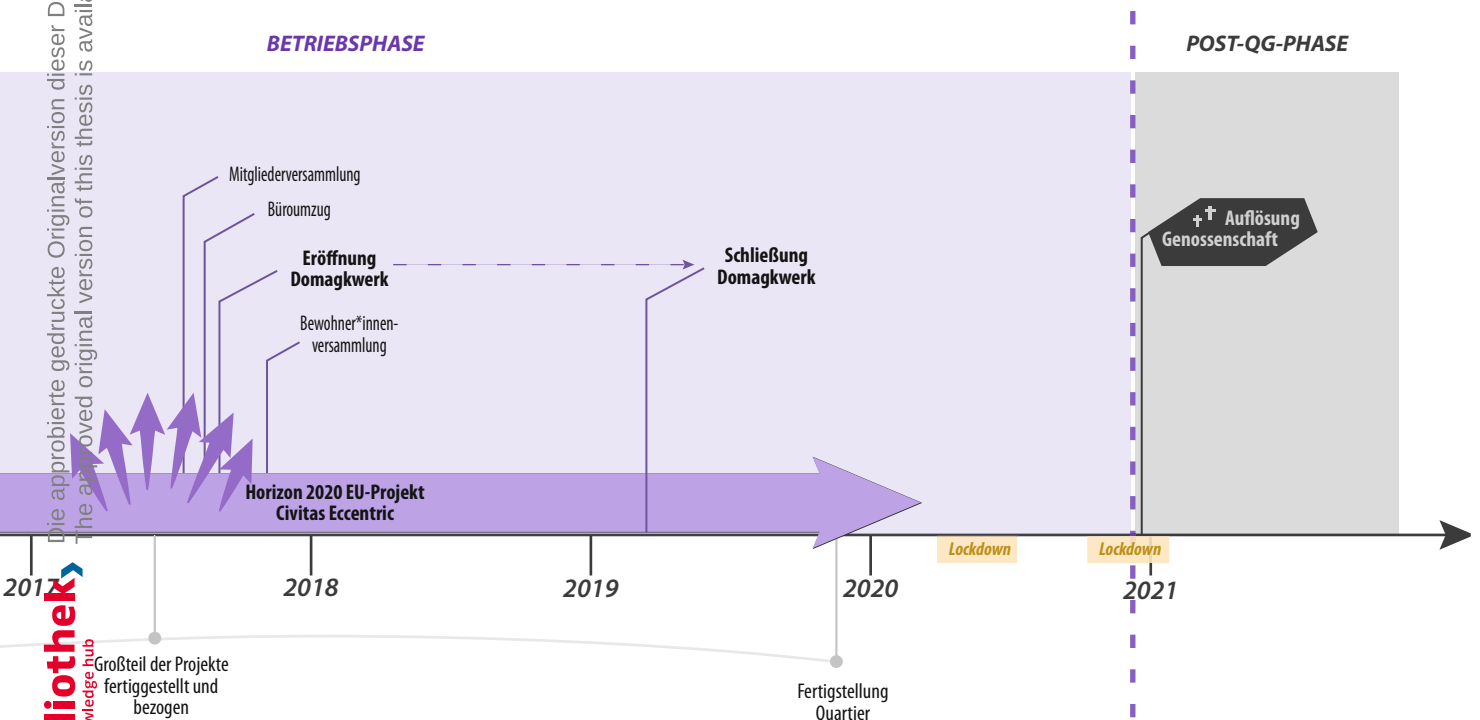 BETRIEBSPHASE
POST-QG-PHASE
Mitgliederversammlung
Büroumzug
Eröffnung
Domagkwerk
Schließung
Domagkwerk
Bewohner*innen-
versammlung
†† Auflösung
Genossenschaft
Horizon 2020 EU-Projekt
Civitas Eccentric
Lockdown
Lockdown
2017
2018
2019
2020
2021
Großteil der Projekte
fertiggestellt und
bezogen
Fertigstellung
Quartier
Die approbierte gedruckte Originalversion dieser D
The approved original version of this thesis is availa
liothek
wledge hub